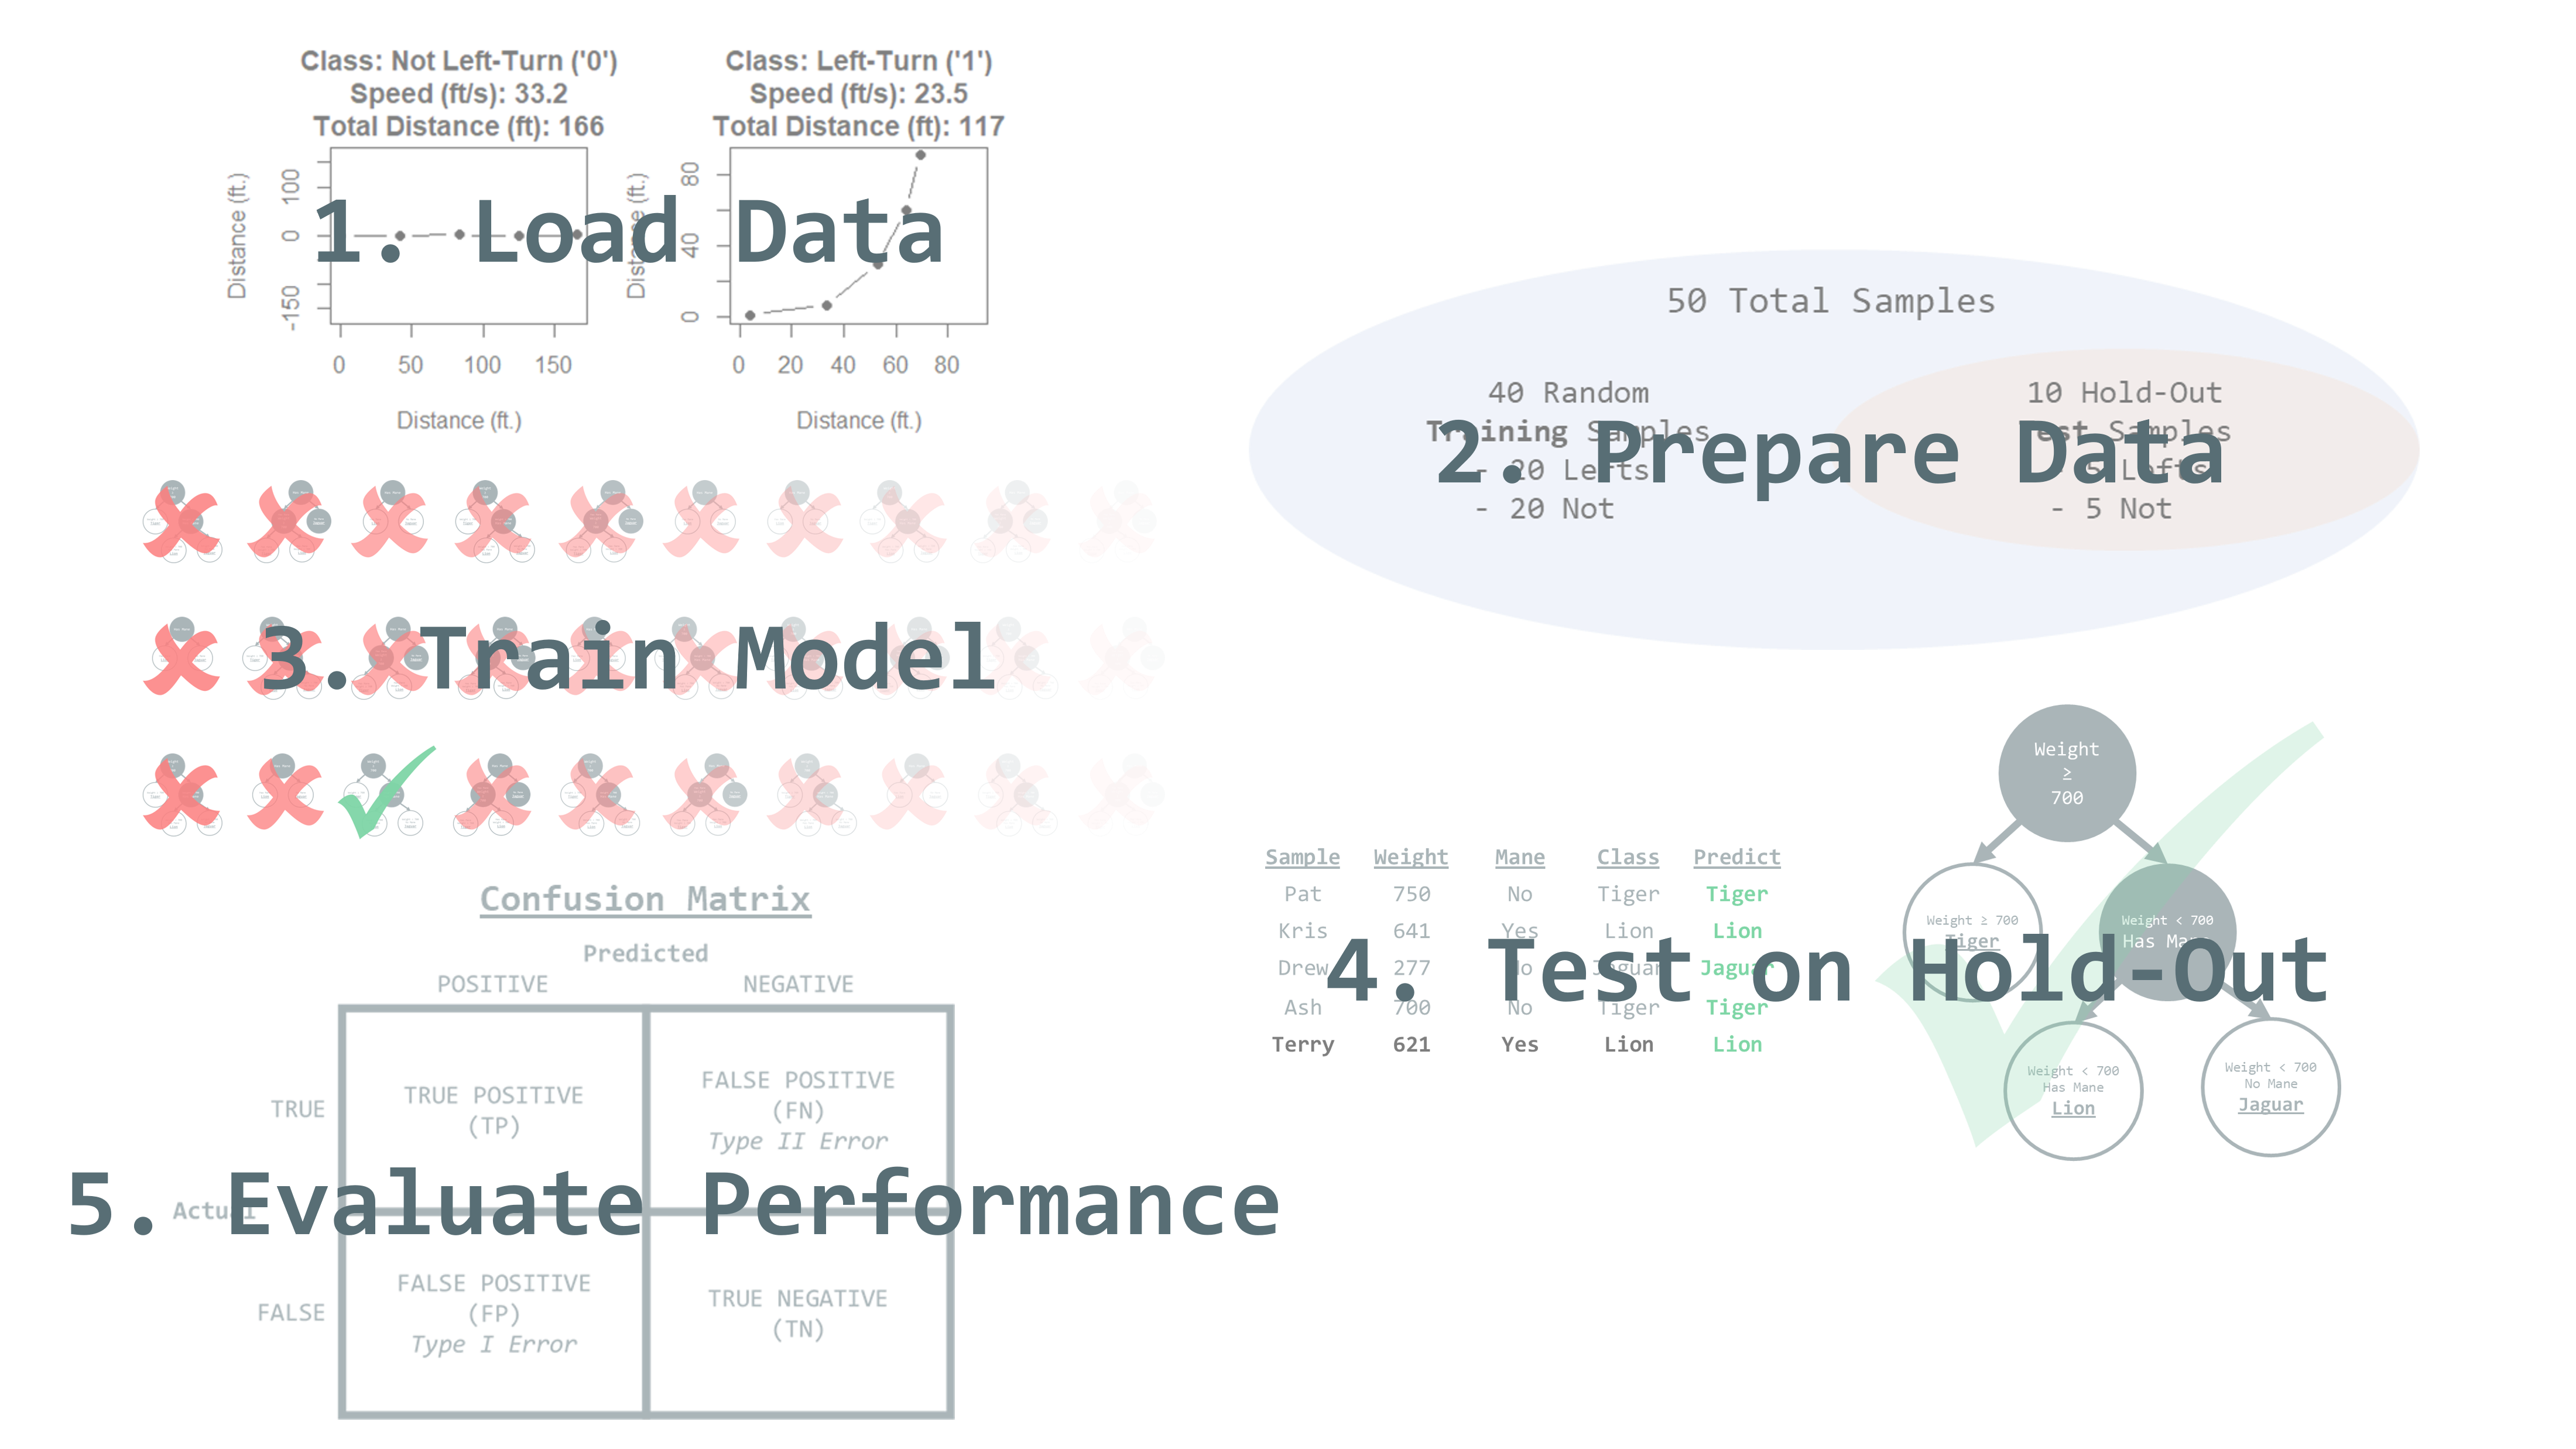 Class: Not Left-Turn ('0')
Speed (ft/s): 33.2
Total Distance (ft): 166
Distance (ft.)
100
0
-150
0 50 100 150
Distance (ft.)
Class: Left-Turn ('1')
Speed (ft/s): 23.5
Total Distance (ft): 117
Distance (ft.)
80
40
0
0 20 40 60 80
Distance (ft.)
1. Load Data
50 Total Samples
40 Random
Training Samples
- 20 Lefts
- 20 Not
10 Hold-Out
Test Samples
- 5 Lefts
- 5 Not
2. Prepare Data
3. Train Model
Sample Weight Mane Class Predict
Pat 750 No Tiger Tiger
Kris 641 Yes Lion Lion
Drew 277 No Jaguar Jaguar
Ash 700 No Tiger Tiger
Terry 621 Yes Lion Lion
Weight
≥
700
Weight ≥ 700
Tiger
Weight < 700
Has Mane
Weight < 700
Has Mane
Lion
Weight < 700
No Mane
Jaguar
4. Test on Hold-Out
Confusion Matrix
Predicted
POSITIVE NEGATIVE
Actual
TRUE
TRUE POSITIVE
(TP)
FALSE POSITIVE
(FN)
Type II Error
FALSE
FALSE POSITIVE
(FP)
Type I Error
TRUE NEGATIVE
(TN)
5. Evaluate Performance